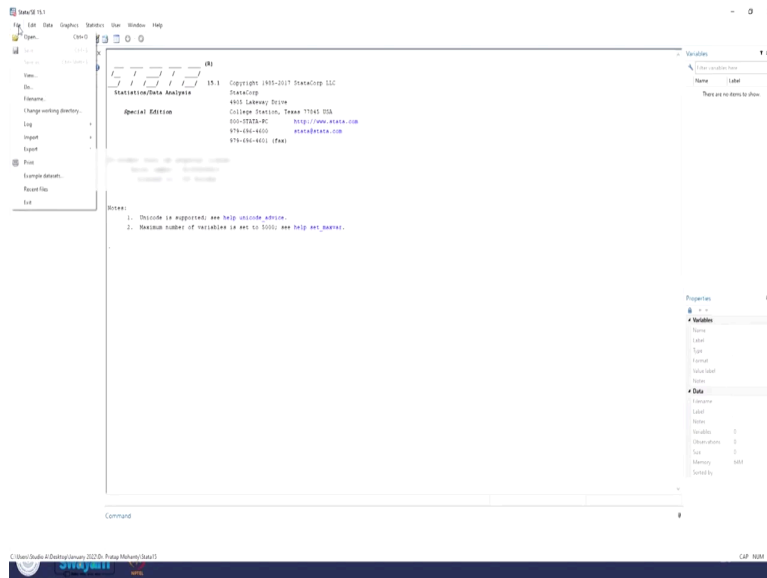 Stata/SE 15.1
File Edit Data Graphics Statistics User Window Help
Open... Ctrl+O
View...
Do...
Filename...
Change working directory...
Log
Import
Export
Print
Example datasets...
Recent files
Exit
(R)
15.1 Copyright 1985-2017 StataCorp LLC
Statistics/Data Analysis StataCorp
4905 Lakeway Drive
Special Edition College Station, Texas 77845 USA
800-STATA-PC http://www.stata.com
979-696-4600 stata@stata.com
979-696-4601 (fax)
Notes:
1. Unicode is supported; see help unicode_advice.
2. Maximum number of variables is set to 5000; see help set_maxvar.
.
Command
Variables
Filter variables here
Name Label
There are no items to show
Properties
Variables
Name
Label
Type
Format
Value label
Notes
Data
Filename
Label
Notes
Variables 0
Observations 0
Size 0
Memory
Sorted by
C:\Users\Studio 4\Desktop\January 2022\Dr. Pratap Mohanty\Stata15
CAP NUM
swayam
NPTEL